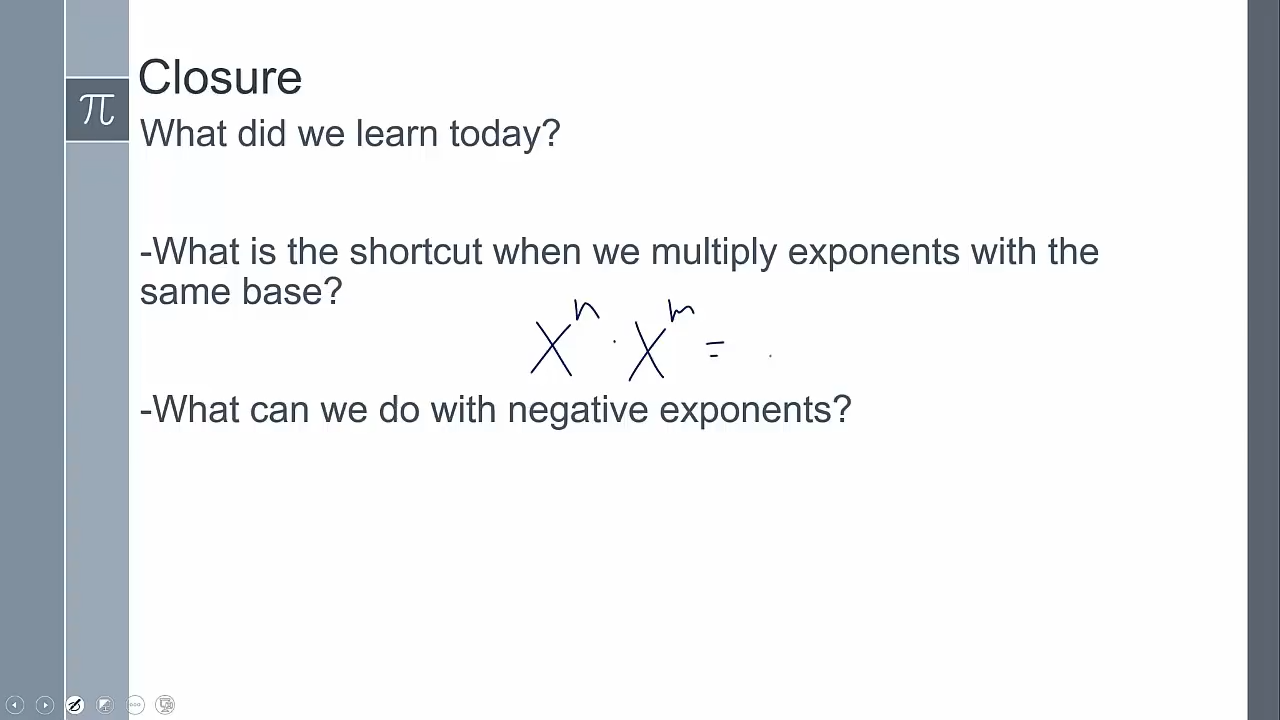 Closure
π
What did we learn today?
-What is the shortcut when we multiply exponents with the
same base?
xⁿ · xᵐ =
-What can we do with negative exponents?